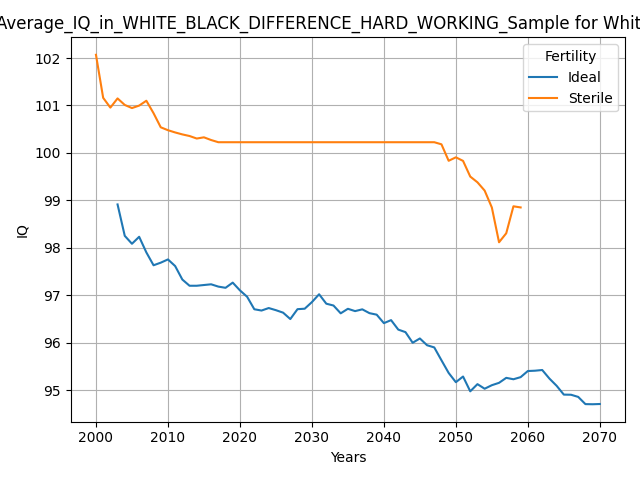 Average_IQ_in_WHITE_BLACK_DIFFERENCE_HARD_WORKING_Sample for Whit
102
101
100
99
98
97
96
95
IQ
Fertility
Ideal
Sterile
2000 2010 2020 2030 2040 2050 2060 2070
Years